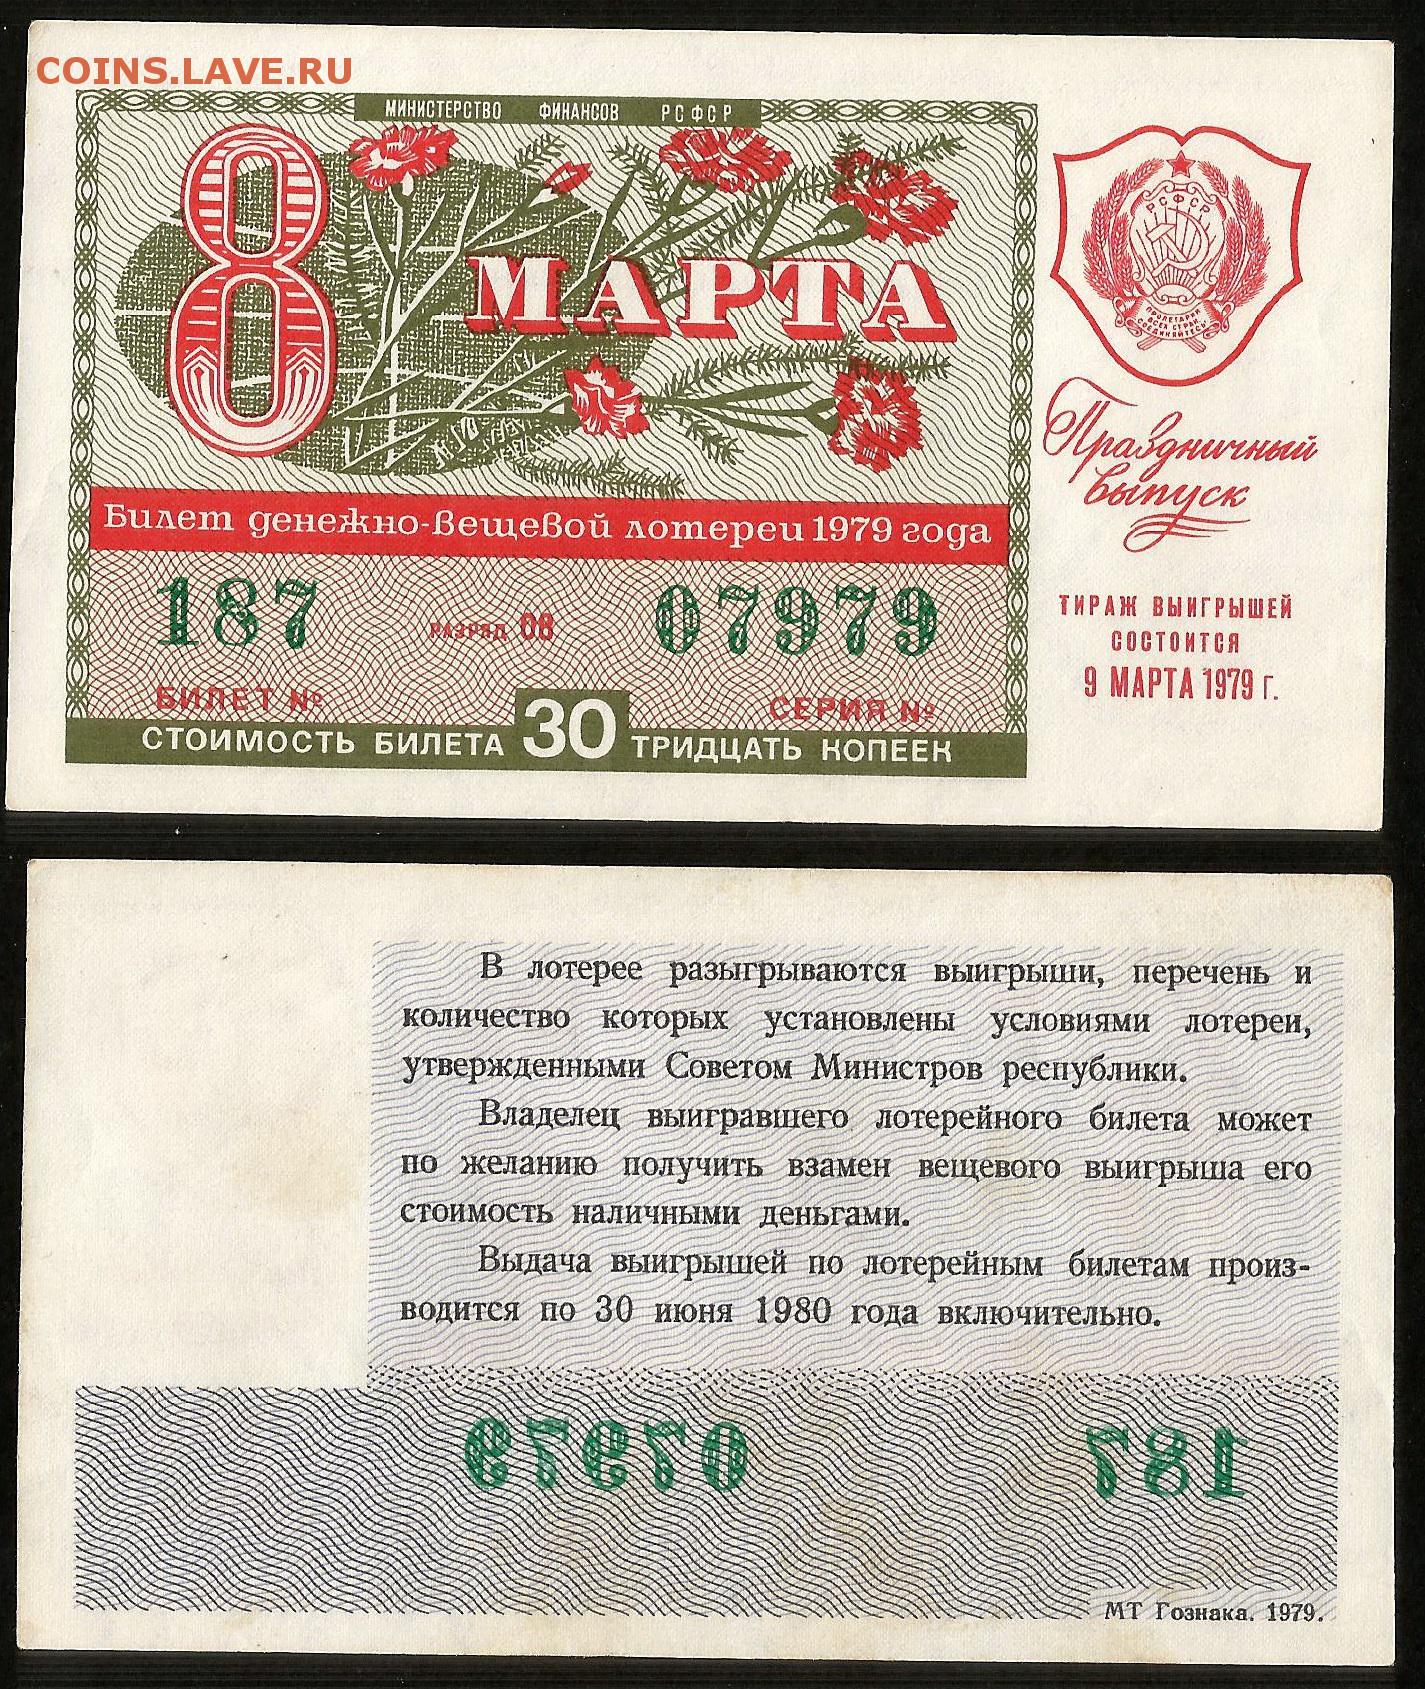 COINS.LAVE.RU
МИНИСТЕРСТВО ФИНАНСОВ РСФСР
8 МАРТА
РСФСР
ПРОЛЕТАРИИ
ВСЕХ СТРАН,
СОЕДИНЯЙТЕСЬ!
Праздничный
выпуск
Билет денежно-вещевой лотереи 1979 года
187 РАЗРЯД 08 07979
БИЛЕТ № СЕРИЯ №
СТОИМОСТЬ БИЛЕТА 30 ТРИДЦАТЬ КОПЕЕК
ТИРАЖ ВЫИГРЫШЕЙ
СОСТОИТСЯ
9 МАРТА 1979 Г.
В лотерее разыгрываются выигрыши, перечень и
количество которых установлены условиями лотереи,
утвержденными Советом Министров республики.
Владелец выигравшего лотерейного билета может
по желанию получить взамен вещевого выигрыша его
стоимость наличными деньгами.
Выдача выигрышей по лотерейным билетам произ-
водится по 30 июня 1980 года включительно.
07979 187
МТ Гознака. 1979.